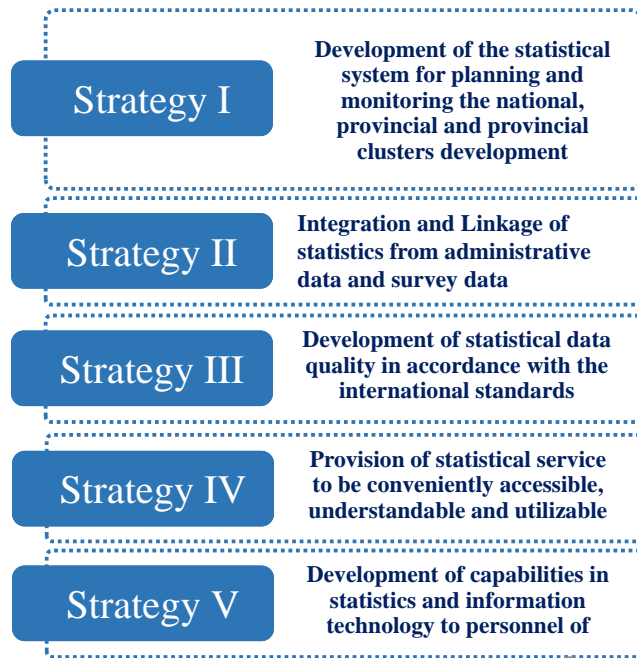 Strategy I
Development of the statistical
system for planning and
monitoring the national,
provincial and provincial
clusters development
Strategy II
Integration and Linkage of
statistics from administrative
data and survey data
Strategy III
Development of statistical data
quality in accordance with the
international standards
Strategy IV
Provision of statistical service
to be conveniently accessible,
understandable and utilizable
Strategy V
Development of capabilities in
statistics and information
technology to personnel of